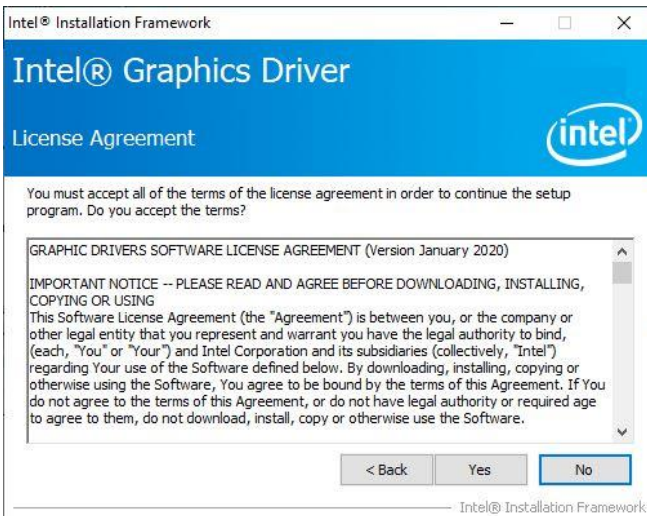 Intel® Installation Framework
Intel® Graphics Driver
License Agreement
intel
You must accept all of the terms of the license agreement in order to continue the setup
program. Do you accept the terms?
GRAPHIC DRIVERS SOFTWARE LICENSE AGREEMENT (Version January 2020)
IMPORTANT NOTICE -- PLEASE READ AND AGREE BEFORE DOWNLOADING, INSTALLING,
COPYING OR USING
This Software License Agreement (the "Agreement") is between you, or the company or
other legal entity that you represent and warrant you have the legal authority to bind,
(each, "You" or "Your") and Intel Corporation and its subsidiaries (collectively, "Intel")
regarding Your use of the Software defined below. By downloading, installing, copying or
otherwise using the Software, You agree to be bound by the terms of this Agreement. If You
do not agree to the terms of this Agreement, or do not have legal authority or required age
to agree to them, do not download, install, copy or otherwise use the Software.
< Back
Yes
No
Intel® Installation Framework